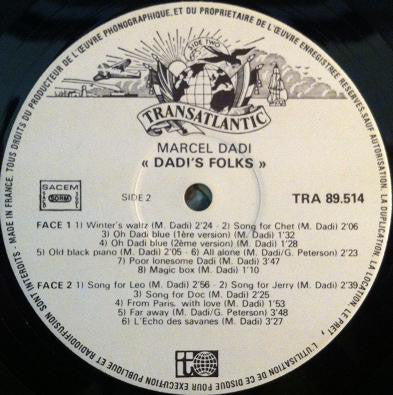 TOUS DROITS DU PRODUCTEUR DE L'ŒUVRE PHONOGRAPHIQUE, ET DU PROPRIETAIRE DE L'ŒUVRE ENREGISTREE RESERVES. SAUF AUTORISATION, LA DUPLICATION, LA LOCATION, LE PRET, L'UTILISATION DE CE DISQUE POUR EXECUTION PUBLIQUE ET RADIODIFFUSION SONT INTERDITS - MADE IN FRANCE.
SIDE TWO
TRANSATLANTIC
MARCEL DADI
« DADI'S FOLKS »
SACEM
SDRM
SIDE 2
TRA 89.514
FACE 1 1) Winter's waltz (M. Dadi) 2'24 - 2) Song for Chet (M. Dadi) 2'06
3) Oh Dadi blue (1ère version) (M. Dadi) 1'32
4) Oh Dadi blue (2ème version) (M. Dadi) 1'28
5) Old black piano (M. Dadi) 2'05 - 6) All alone (M. Dadi/G. Peterson) 2'23
7) Poor lonesome Dadi (M. Dadi) 3'47
8) Magic box (M. Dadi) 1'10
FACE 2 1) Song for Leo (M. Dadi) 2'56 - 2) Song for Jerry (M. Dadi) 2'39
3) Song for Doc (M. Dadi) 2'25
4) From Paris. with love (M. Dadi) 1'53
5) Far away (M. Dadi/G. Peterson) 3'48
6) L'Echo des savanes (M. Dadi) 3'27